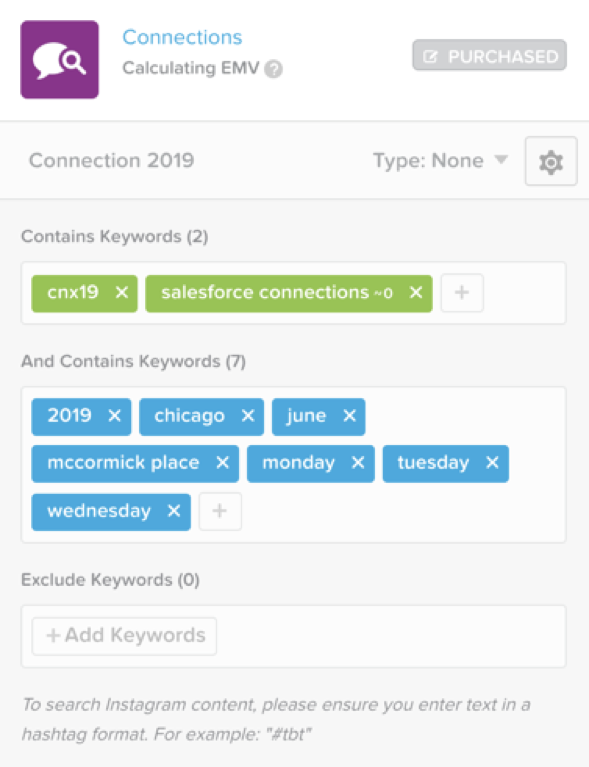 Connections
Calculating EMV ?
PURCHASED
Connection 2019
Type: None
Contains Keywords (2)
cnx19 × salesforce connections ~0 × +
And Contains Keywords (7)
2019 × chicago × june ×
mccormick place × monday × tuesday ×
wednesday × +
Exclude Keywords (0)
+ Add Keywords
To search Instagram content, please ensure you enter text in a
hashtag format. For example: "#tbt"